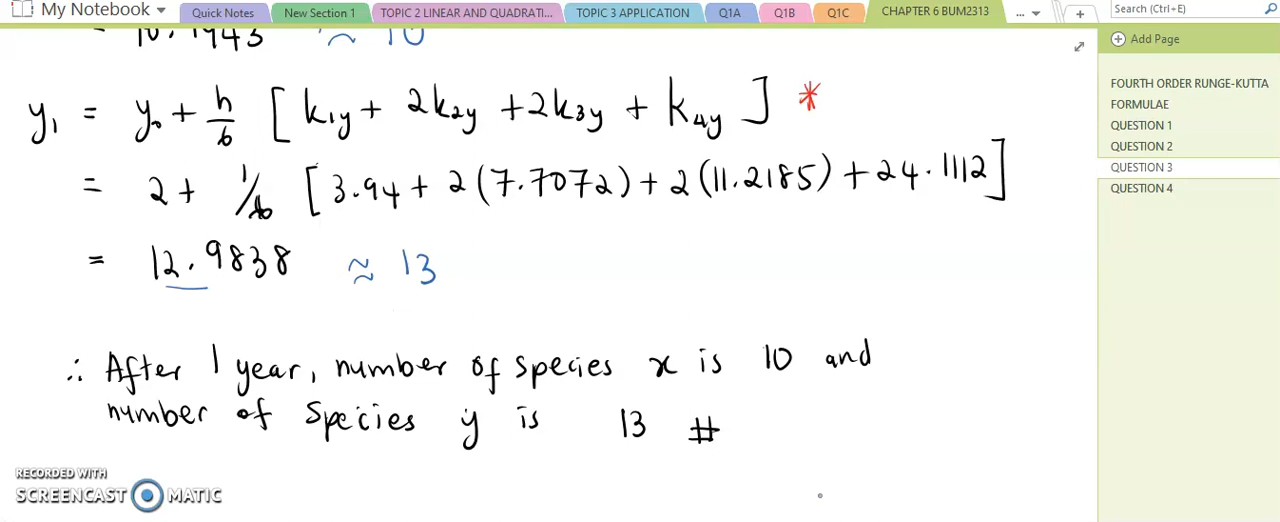 My Notebook
Quick Notes
New Section 1
TOPIC 2 LINEAR AND QUADRATI...
TOPIC 3 APPLICATION
Q1A
Q1B
Q1C
CHAPTER 6 BUM2313
...
+
Search (Ctrl+E)
Add Page
FOURTH ORDER RUNGE-KUTTA
FORMULAE
QUESTION 1
QUESTION 2
QUESTION 3
QUESTION 4
= 10.1943 ≈ 10
y₁ = y₀ + h/6 [k₁y + 2k₂y + 2k₃y + k₄y] *
= 2 + 1/6 [3.94 + 2(7.7072) + 2(11.2185) + 24.1112]
= 12.9838 ≈ 13
∴ After 1 year, number of species x is 10 and
number of species y is 13 #
RECORDED WITH
SCREENCAST MATIC